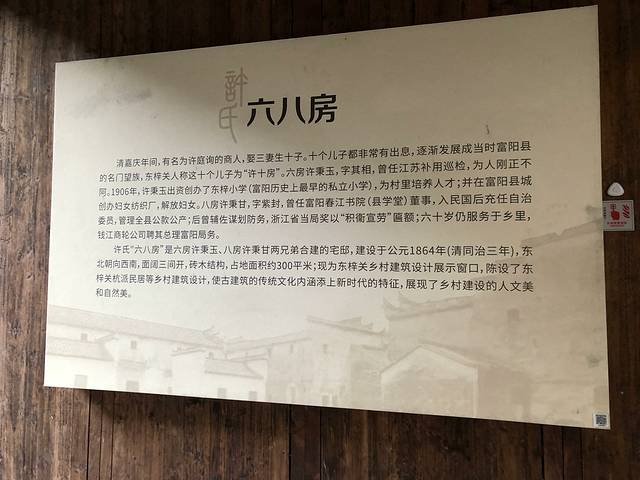 許氏
六八房
清嘉庆年间，有名为许庭询的商人，娶三妻生十子。十个儿子都非常有出息，逐渐发展成当时富阳县
的名门望族，东梓关人称这十个儿子为“许十房”。六房许秉玉，字其相，曾任江苏补用巡检，为人刚正不
阿。1906年，许秉玉出资创办了东梓小学（富阳历史上最早的私立小学），为村里培养人才；并在富阳县城
创办妇女纺织厂，解放妇女。八房许秉甘，字紫封，曾任富阳春江书院（县学堂）董事，入民国后充任自治
委员，管理全县公款公产；后曾辅佐谋划防务，浙江省当局奖以“积衡宣劳”匾额；六十岁仍服务于乡里，
钱江商轮公司聘其总理富阳局务。
许氏“六八房”是六房许秉玉、八房许秉甘两兄弟合建的宅邸，建设于公元1864年(清同治三年)，东
北朝向西南，面阔三间开，砖木结构，占地面积约300平米；现为东梓关乡村建筑设计展示窗口，陈设了东
梓关杭派民居等乡村建筑设计，使古建筑的传统文化内涵添上新时代的特征，展现了乡村建设的人文美
和自然美。